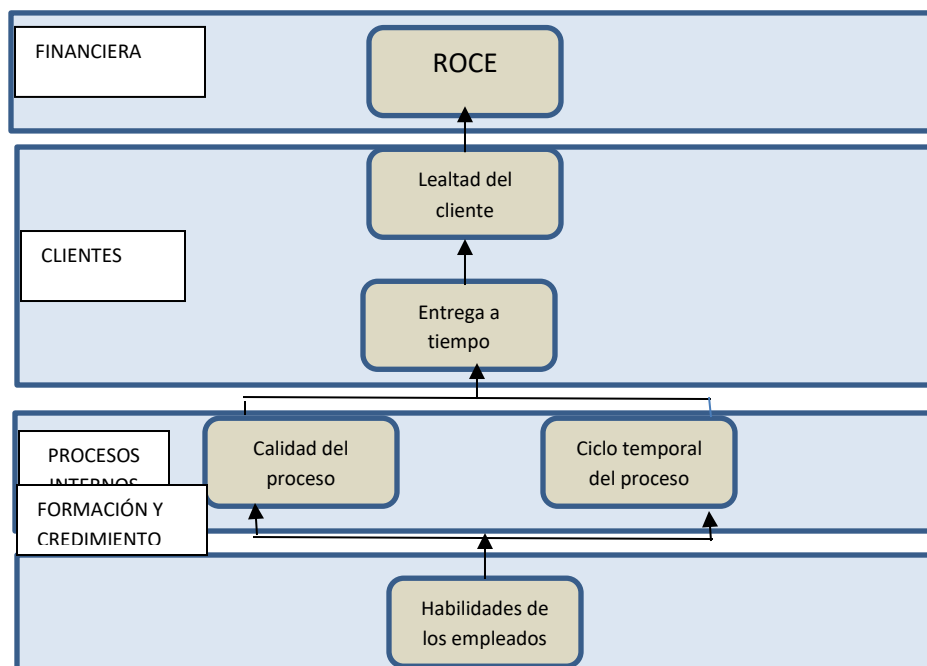 FINANCIERA
ROCE
Lealtad del
cliente
CLIENTES
Entrega a
tiempo
PROCESOS
INTERNOS
Calidad del
proceso
Ciclo temporal
del proceso
FORMACIÓN Y
CREDIMIENTO
Habilidades de
los empleados